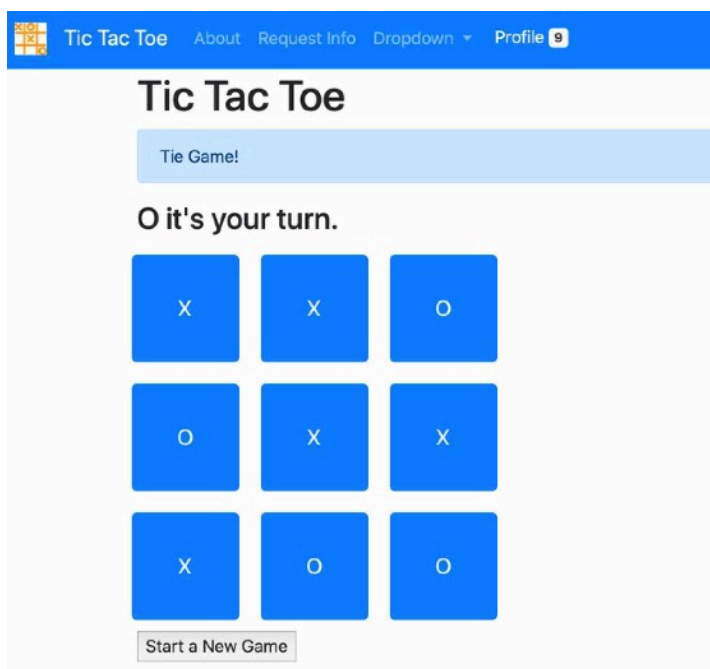 Tic Tac Toe About Request Info Dropdown Profile 9
Tic Tac Toe
Tie Game!
O it's your turn.
X X O
O X X
X O O
Start a New Game